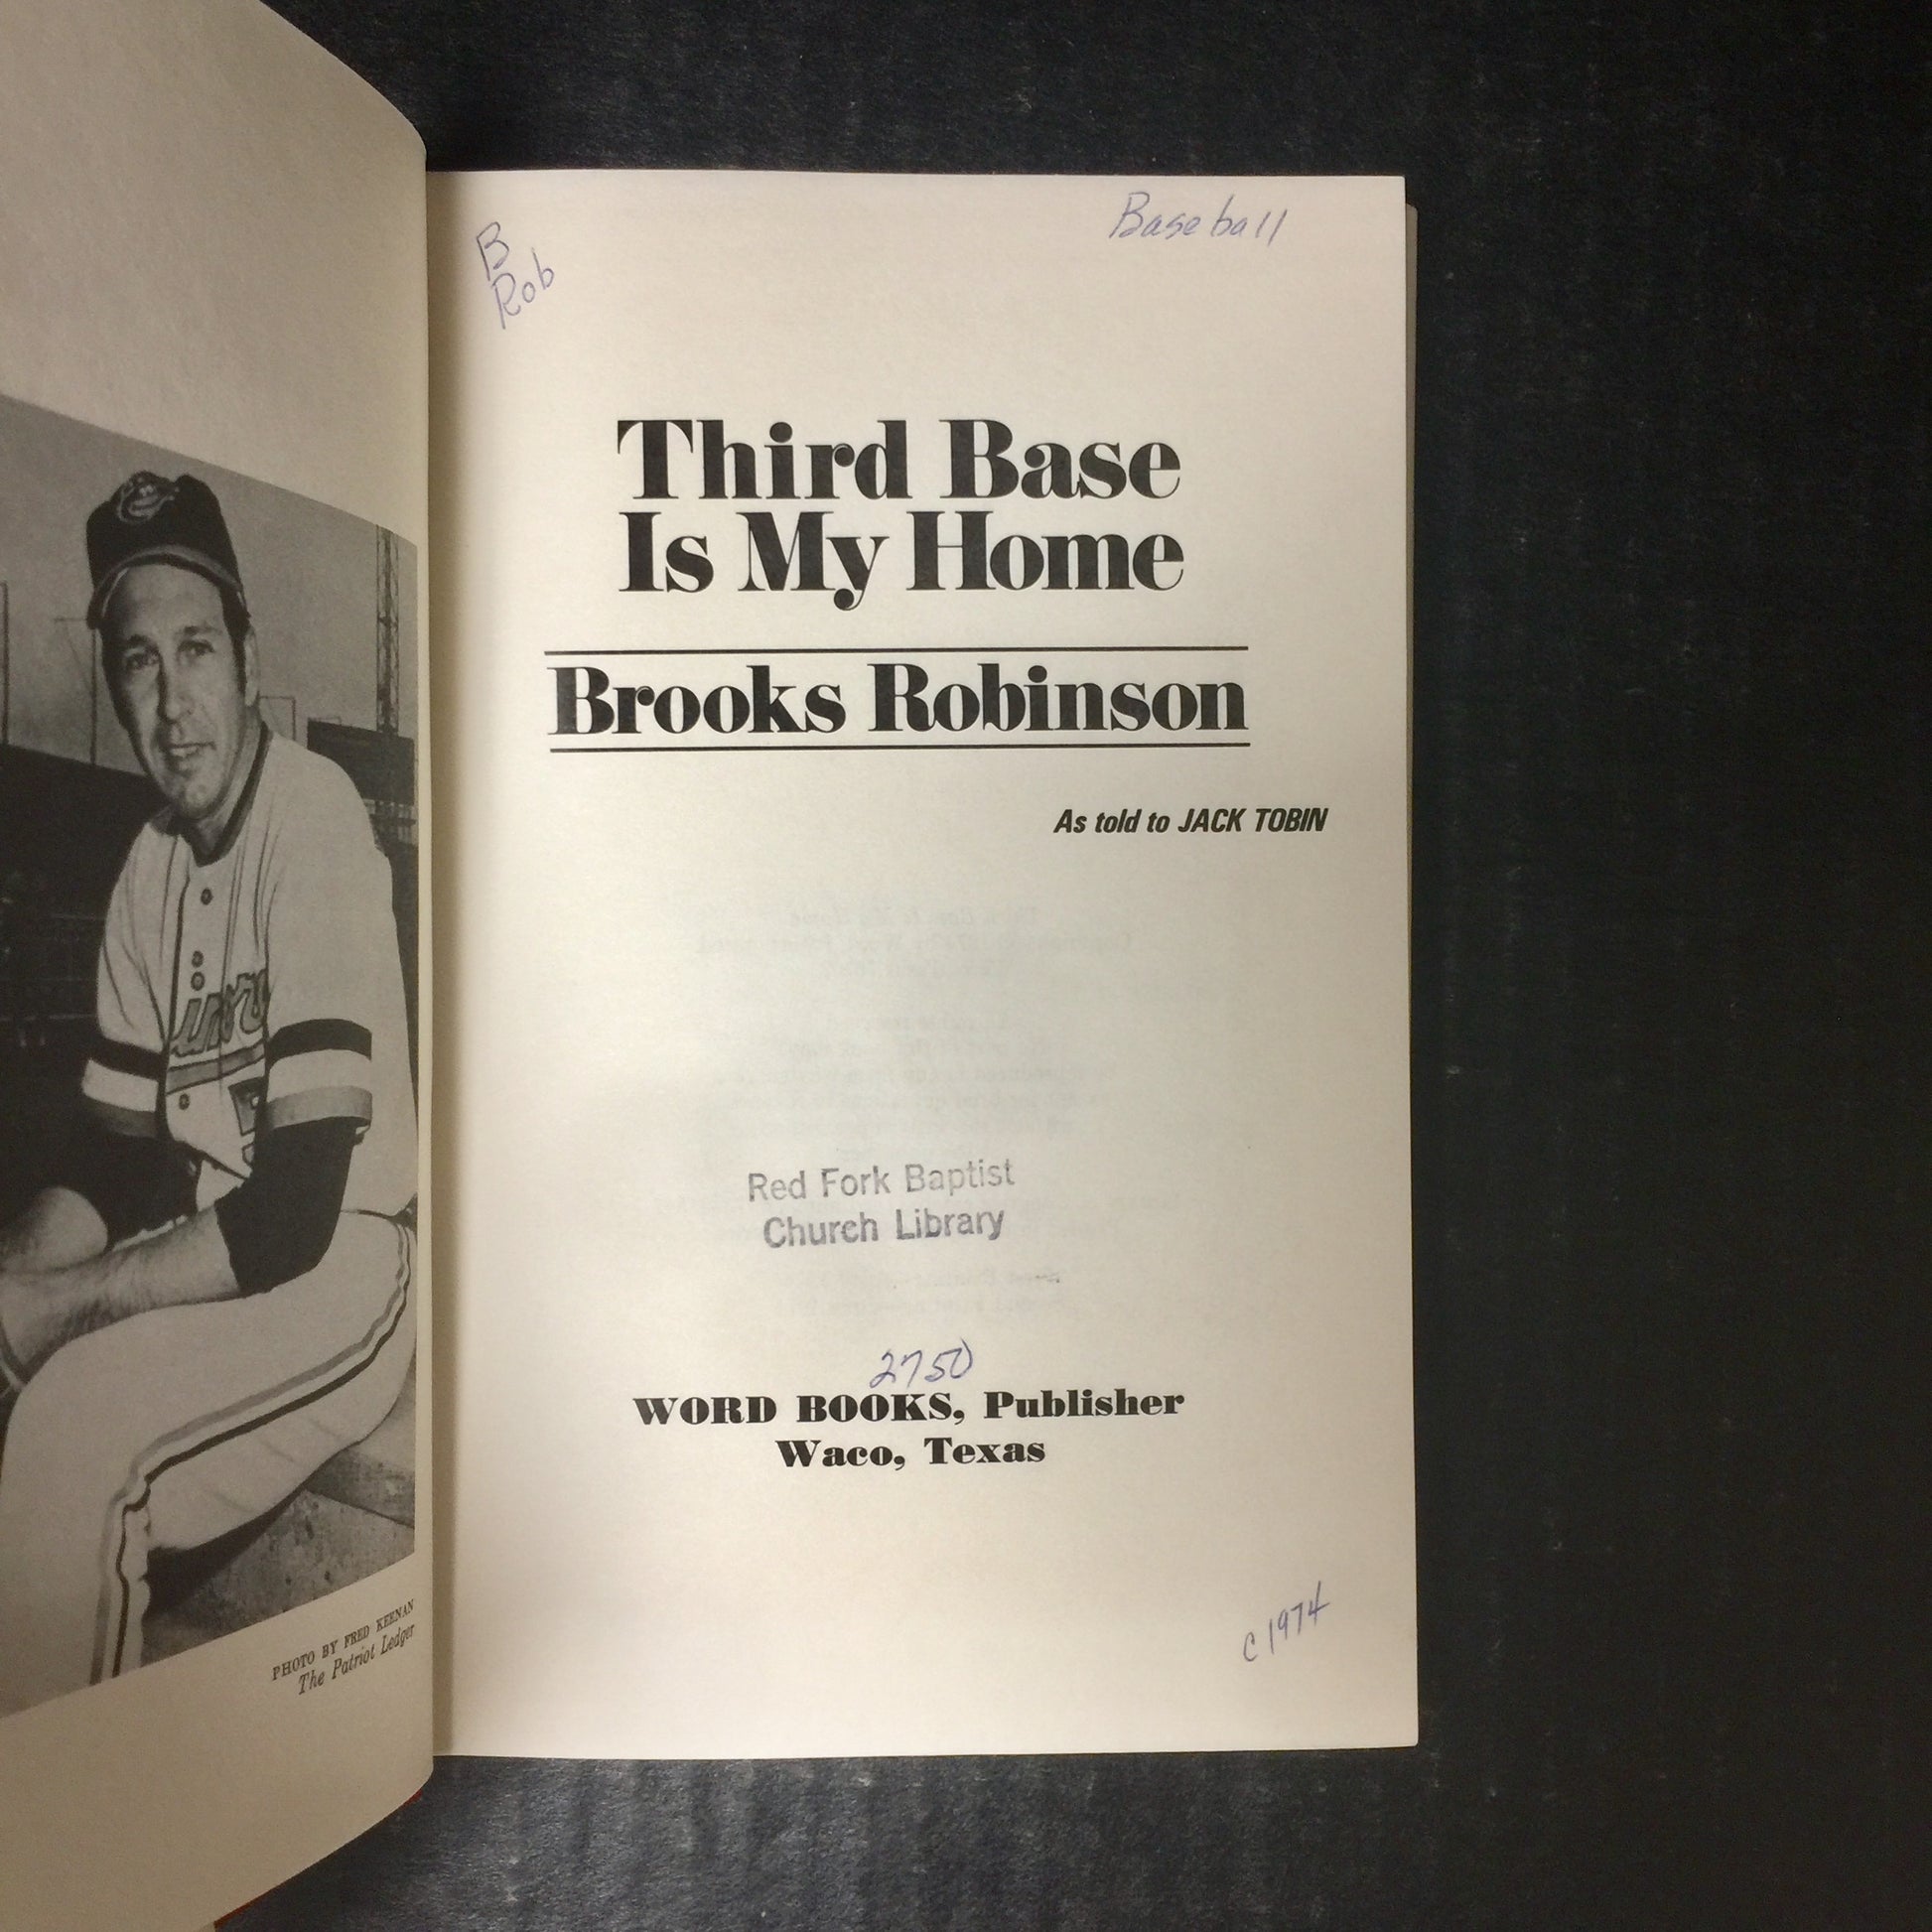 B
Rob
Baseball
Third Base
Is My Home
Brooks Robinson
As told to JACK TOBIN
Red Fork Baptist
Church Library
2750
WORD BOOKS, Publisher
Waco, Texas
c 1974
PHOTO BY FRED KEENAN
The Patriot Ledger